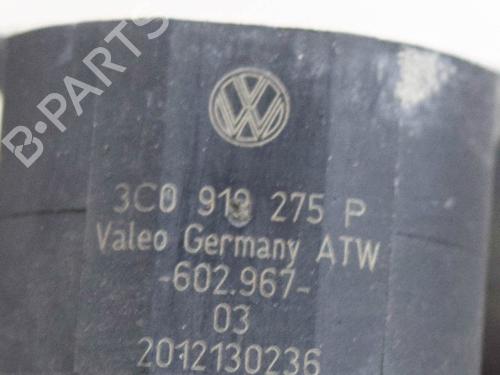 B-PARTS
3C0 919 275 P
Valeo Germany ATW
-602.967-
03
2012130236